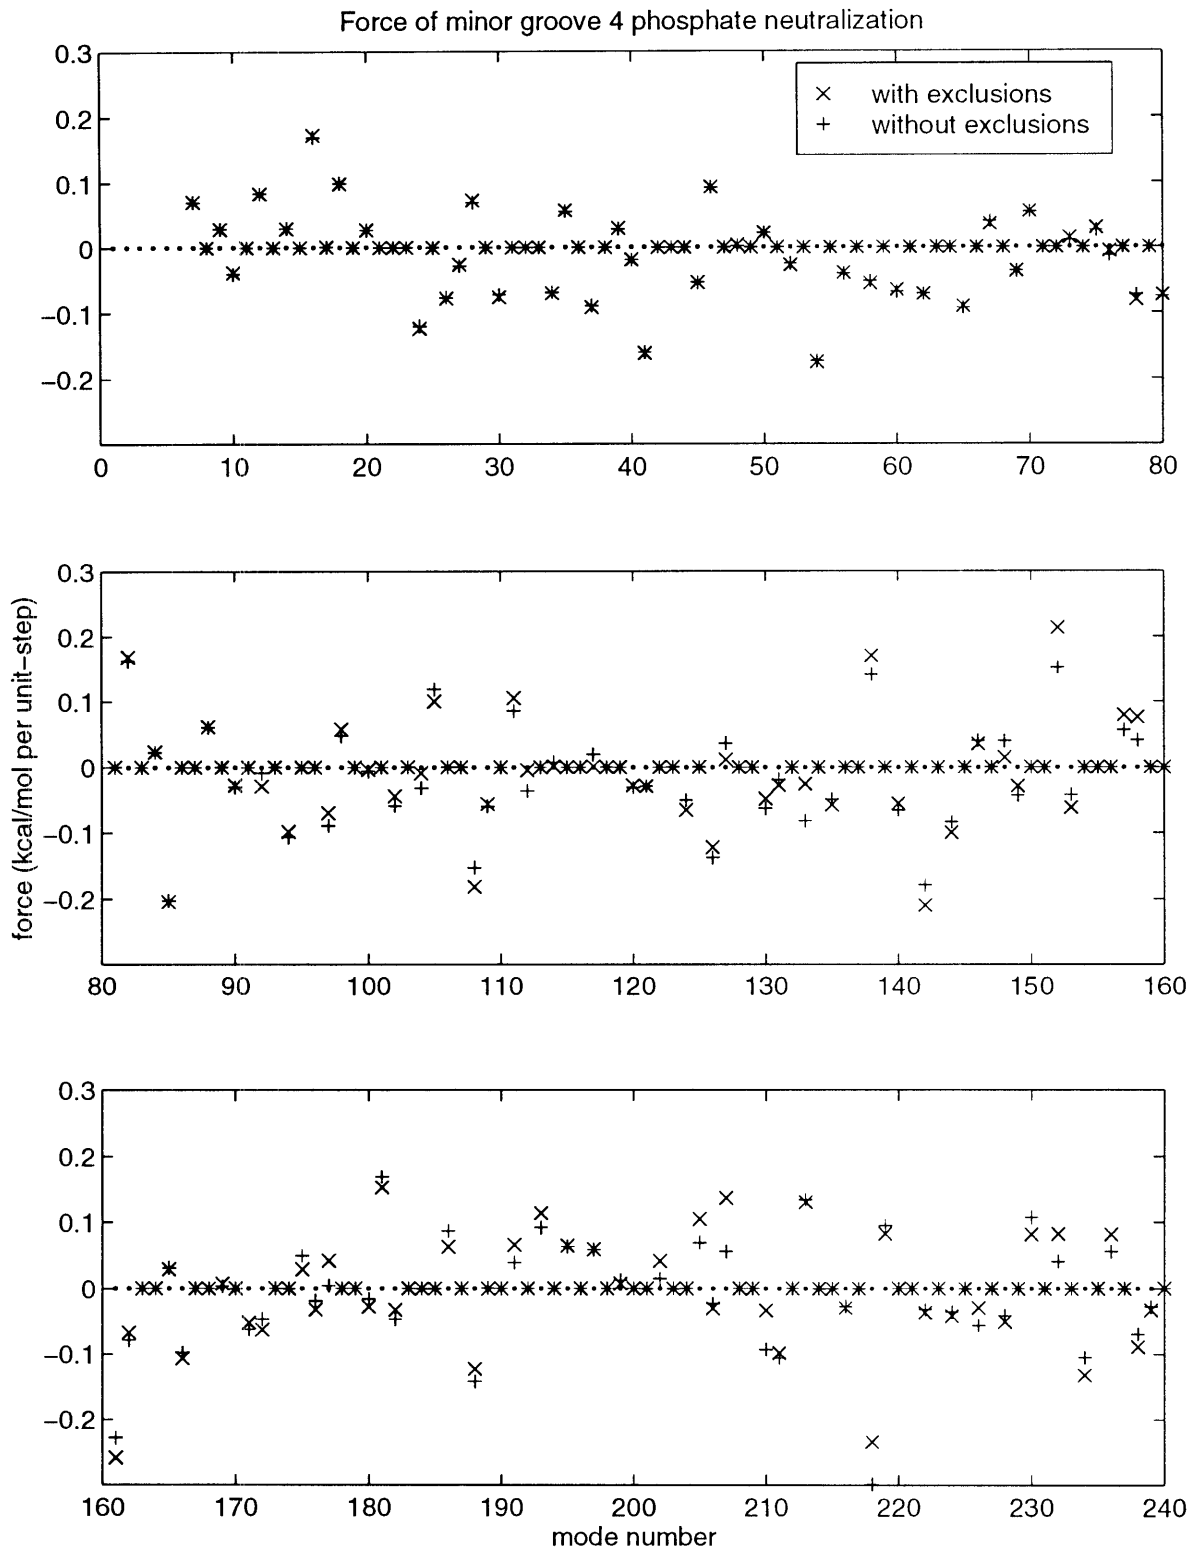 Force of minor groove 4 phosphate neutralization
0.3
0.2
0.1
0
−0.1
−0.2
× with exclusions
+ without exclusions
0 10 20 30 40 50 60 70 80
force (kcal/mol per unit−step)
0.3
0.2
0.1
0
−0.1
−0.2
80 90 100 110 120 130 140 150 160
0.3
0.2
0.1
0
−0.1
−0.2
160 170 180 190 200 210 220 230 240
mode number